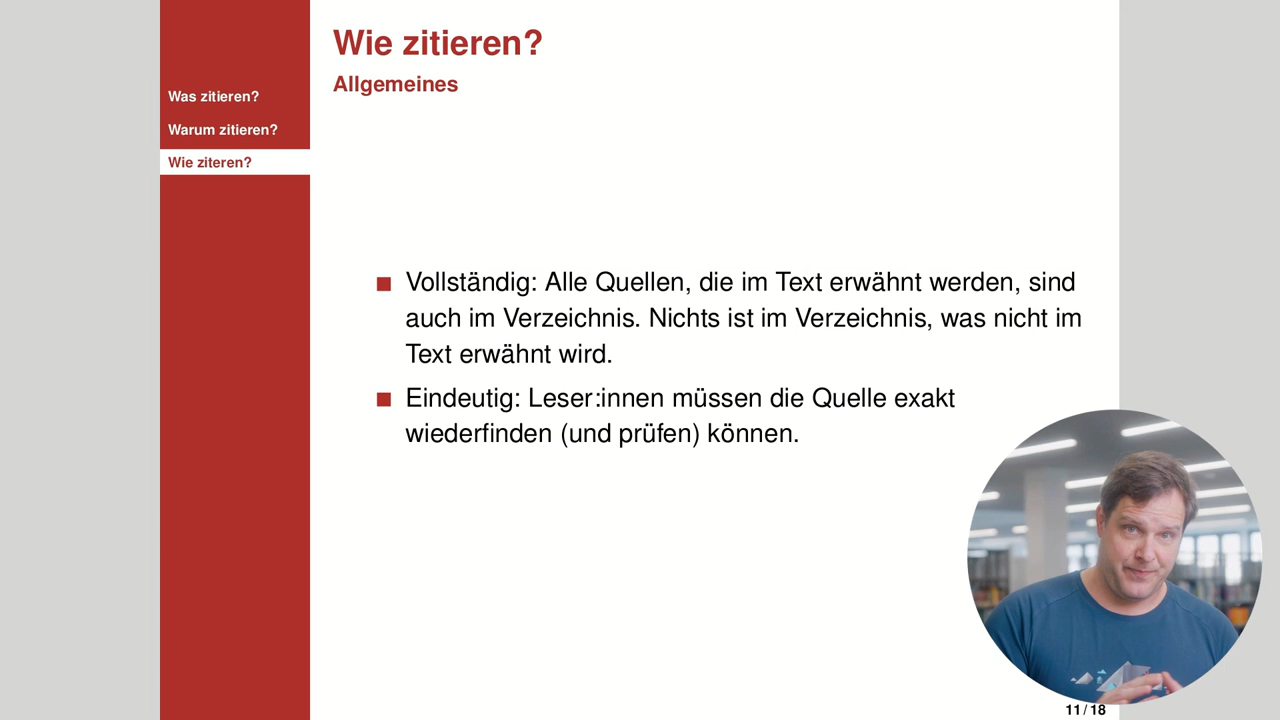 Wie zitieren?
Allgemeines
Was zitieren?
Warum zitieren?
Wie ziteren?
Vollständig: Alle Quellen, die im Text erwähnt werden, sind
auch im Verzeichnis. Nichts ist im Verzeichnis, was nicht im
Text erwähnt wird.
Eindeutig: Leser:innen müssen die Quelle exakt
wiederfinden (und prüfen) können.
11 / 18